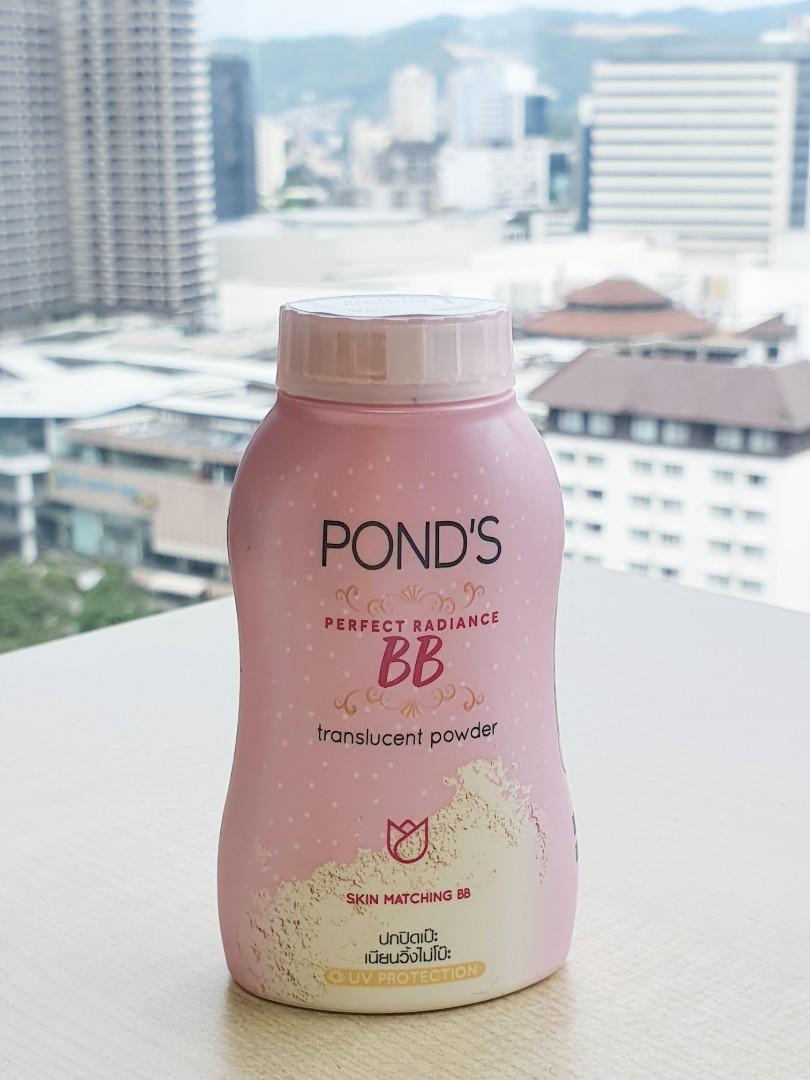 POND'S
PERFECT RADIANCE
BB
translucent powder
SKIN MATCHING BB
ปกปิดเป๊ะ
เนียนวิ้งไม่โป๊ะ
UV PROTECTION